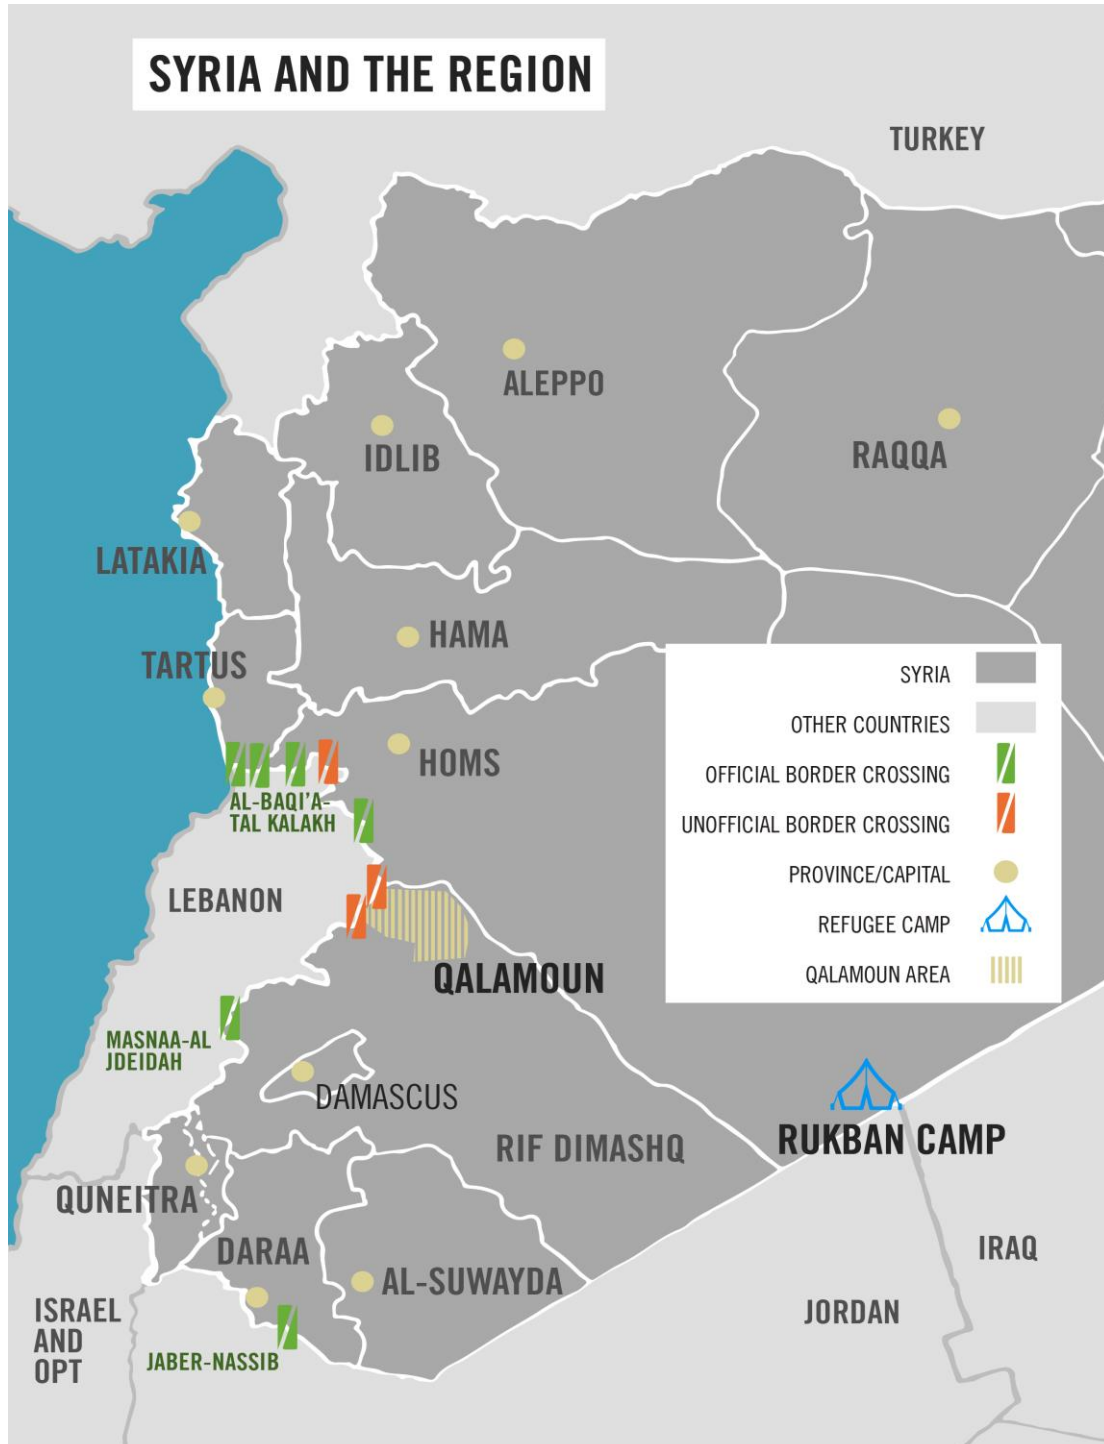 SYRIA AND THE REGION
TURKEY
ALEPPO
IDLIB
RAQQA
LATAKIA
HAMA
TARTUS
HOMS
SYRIA
OTHER COUNTRIES
OFFICIAL BORDER CROSSING
UNOFFICIAL BORDER CROSSING
PROVINCE/CAPITAL
REFUGEE CAMP
QALAMOUN AREA
AL-BAQI’A-
TAL KALAKH
LEBANON
QALAMOUN
MASNAA-AL
JDEIDAH
DAMASCUS
RIF DIMASHQ
RUKBAN CAMP
QUNEITRA
DARAA
AL-SUWAYDA
IRAQ
JORDAN
ISRAEL
AND
OPT
JABER-NASSIB